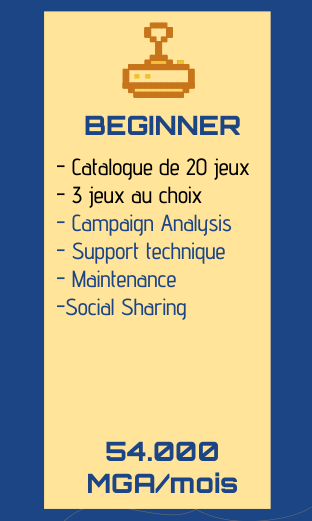 BEGINNER
- Catalogue de 20 jeux
- 3 jeux au choix
- Campaign Analysis
- Support technique
- Maintenance
-Social Sharing
54.000
MGA/mois